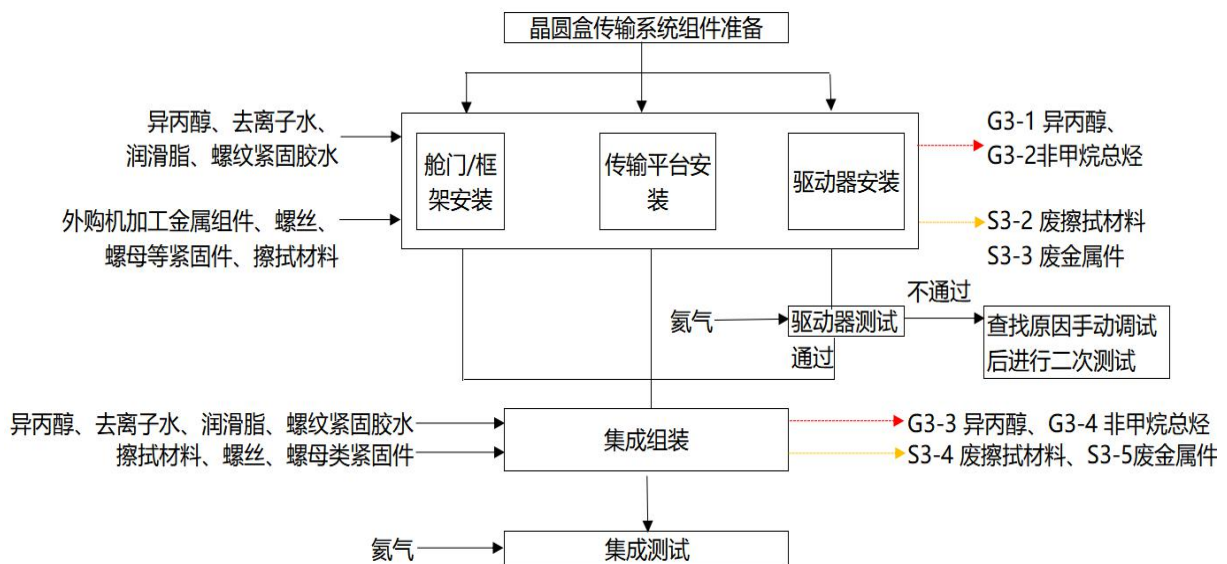 晶圆盒传输系统组件准备
异丙醇、去离子水、
润滑脂、螺纹紧固胶水
外购机加工金属组件、螺丝、
螺母等紧固件、擦拭材料
舱门/框
架安装
传输平台安
装
驱动器安装
G3-1 异丙醇、
G3-2非甲烷总烃
S3-2 废擦拭材料
S3-3 废金属件
氦气
驱动器测试
不通过
查找原因手动调试
后进行二次测试
通过
异丙醇、去离子水、润滑脂、螺纹紧固胶水
擦拭材料、螺丝、螺母类紧固件
集成组装
G3-3 异丙醇、G3-4 非甲烷总烃
S3-4 废擦拭材料、S3-5废金属件
氦气
集成测试